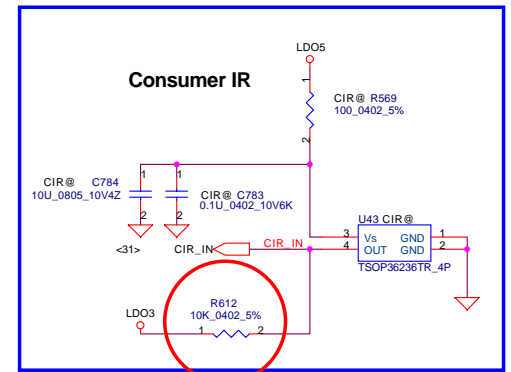 LDO5
Consumer IR
1
CIR@ R569
100_0402_5%
2
CIR@ C784
10U_0805_10V4Z
1
2
1
2
CIR@ C783
0.1U_0402_10V6K
<31>
CIR_IN
CIR_IN
U43 CIR@
3
4
Vs
OUT
GND
GND
1
2
TSOP36236TR_4P
LDO3
R612
10K_0402_5%
1
2